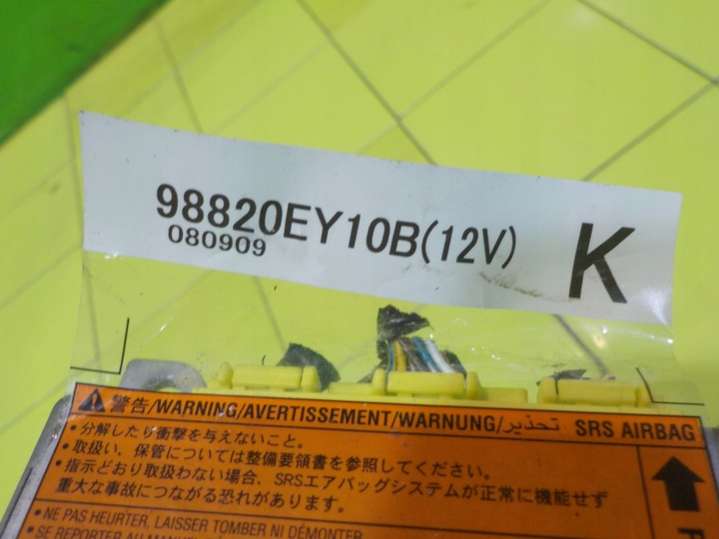 98820EY10B(12V)
080909
K
警告/WARNING/AVERTISSEMENT/WARNUNG/تحذير SRS AIRBAG
・分解したり衝撃を与えないこと。
・取扱い、保管については整備要領書を参照してください。
・指示どおり取扱わない場合、SRSエアバッグシステムが正常に機能せず
重大な事故につながる恐れがあります。
・NE PAS HEURTER, LAISSER TOMBER NI DÉMONTER.
・SE REPORTER AU